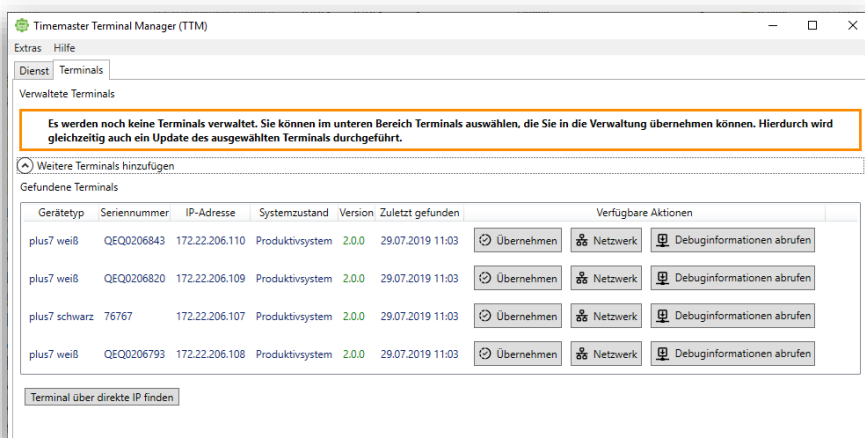 Timemaster Terminal Manager (TTM)
Extras Hilfe
Dienst Terminals
Verwaltete Terminals
Es werden noch keine Terminals verwaltet. Sie können im unteren Bereich Terminals auswählen, die Sie in die Verwaltung übernehmen können. Hierdurch wird
gleichzeitig auch ein Update des ausgewählten Terminals durchgeführt.
Weitere Terminals hinzufügen
Gefundene Terminals
Gerätetyp Seriennummer IP-Adresse Systemzustand Version Zuletzt gefunden Verfügbare Aktionen
plus7 weiß QEQ0206843 172.22.206.110 Produktivsystem 2.0.0 29.07.2019 11:03 Übernehmen Netzwerk Debuginformationen abrufen
plus7 weiß QEQ0206820 172.22.206.109 Produktivsystem 2.0.0 29.07.2019 11:03 Übernehmen Netzwerk Debuginformationen abrufen
plus7 schwarz 76767 172.22.206.107 Produktivsystem 2.0.0 29.07.2019 11:03 Übernehmen Netzwerk Debuginformationen abrufen
plus7 weiß QEQ0206793 172.22.206.108 Produktivsystem 2.0.0 29.07.2019 11:03 Übernehmen Netzwerk Debuginformationen abrufen
Terminal über direkte IP finden